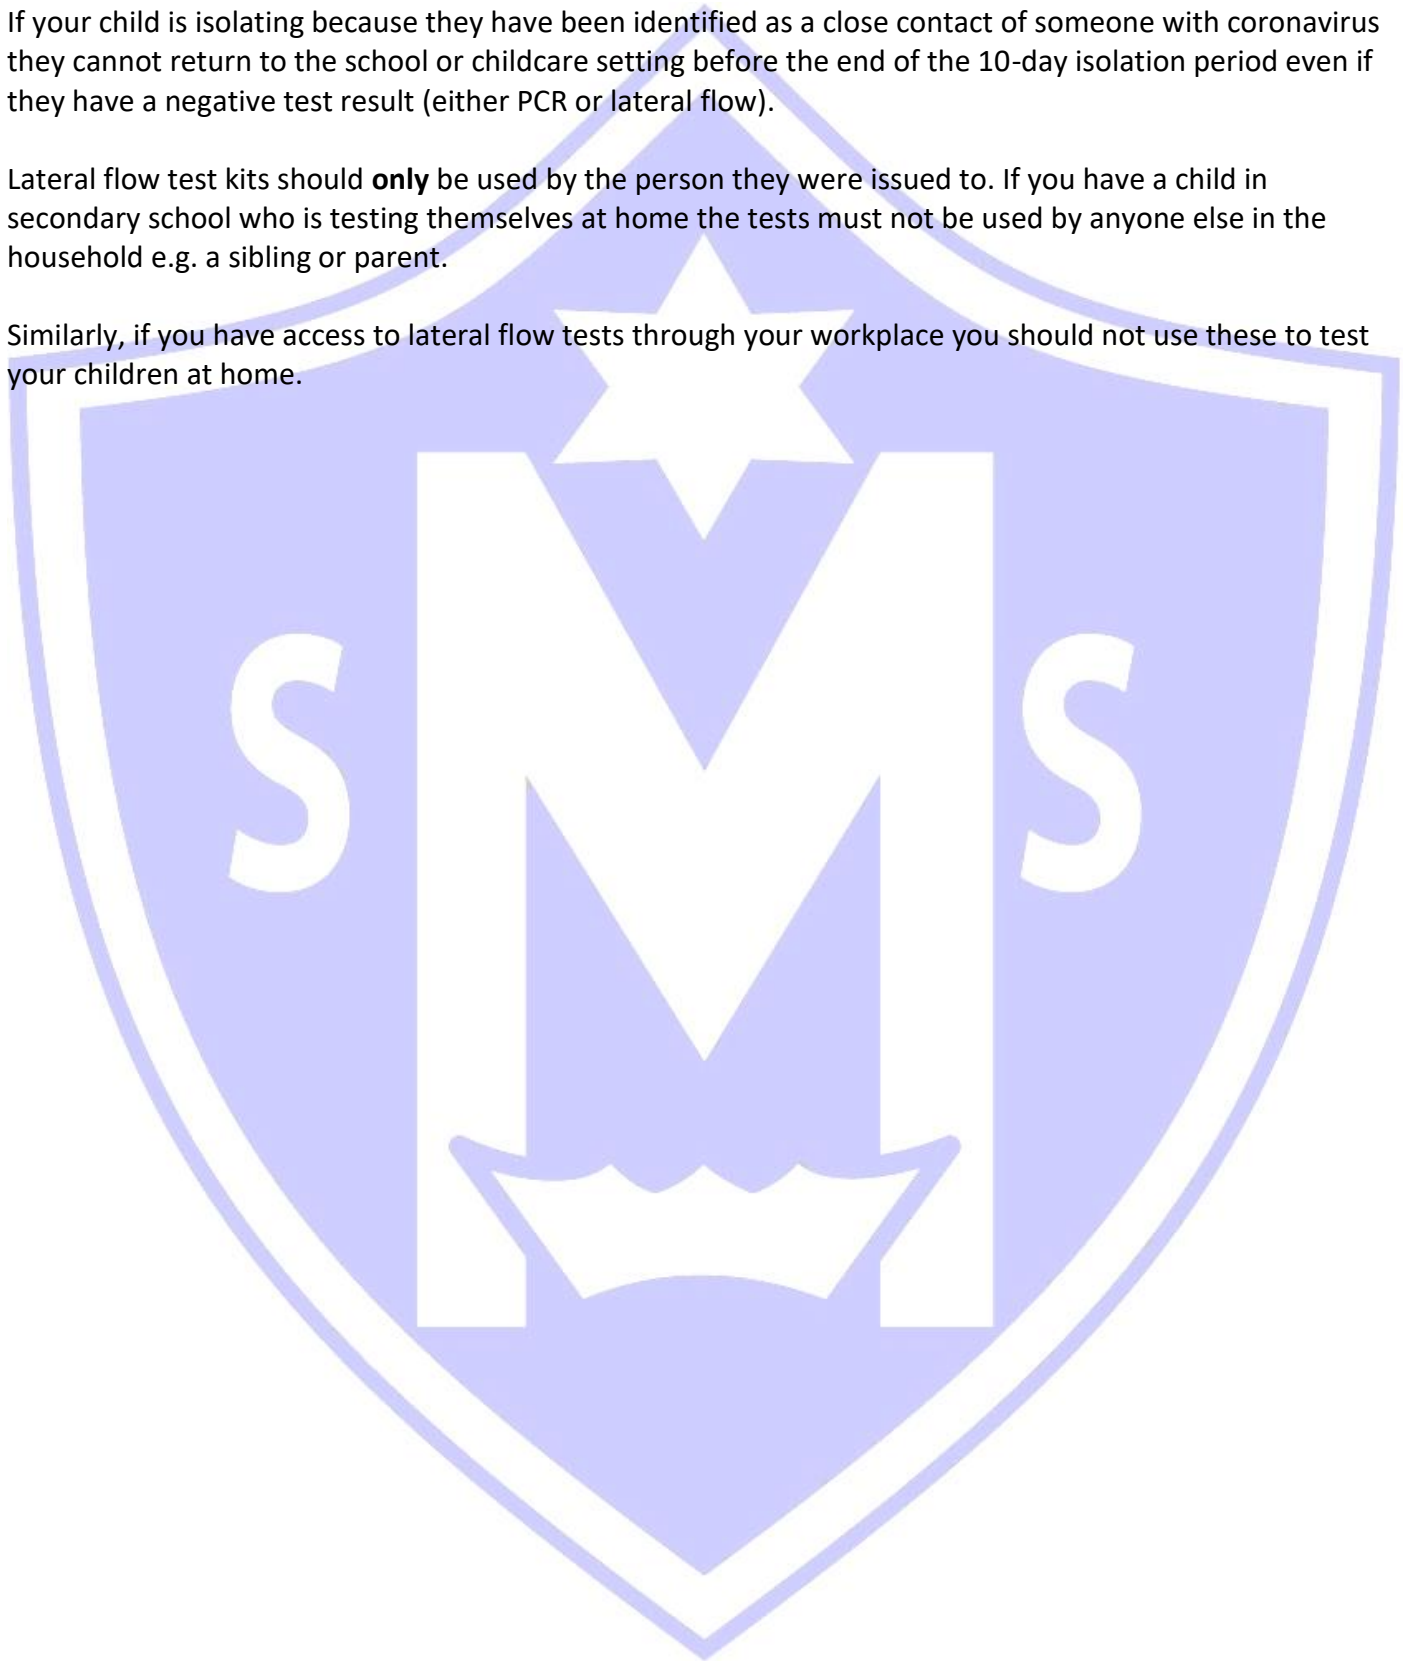 If your child is isolating because they have been identified as a close contact of someone with coronavirus
they cannot return to the school or childcare setting before the end of the 10-day isolation period even if
they have a negative test result (either PCR or lateral flow).
Lateral flow test kits should only be used by the person they were issued to. If you have a child in
secondary school who is testing themselves at home the tests must not be used by anyone else in the
household e.g. a sibling or parent.
Similarly, if you have access to lateral flow tests through your workplace you should not use these to test
your children at home.
S M S